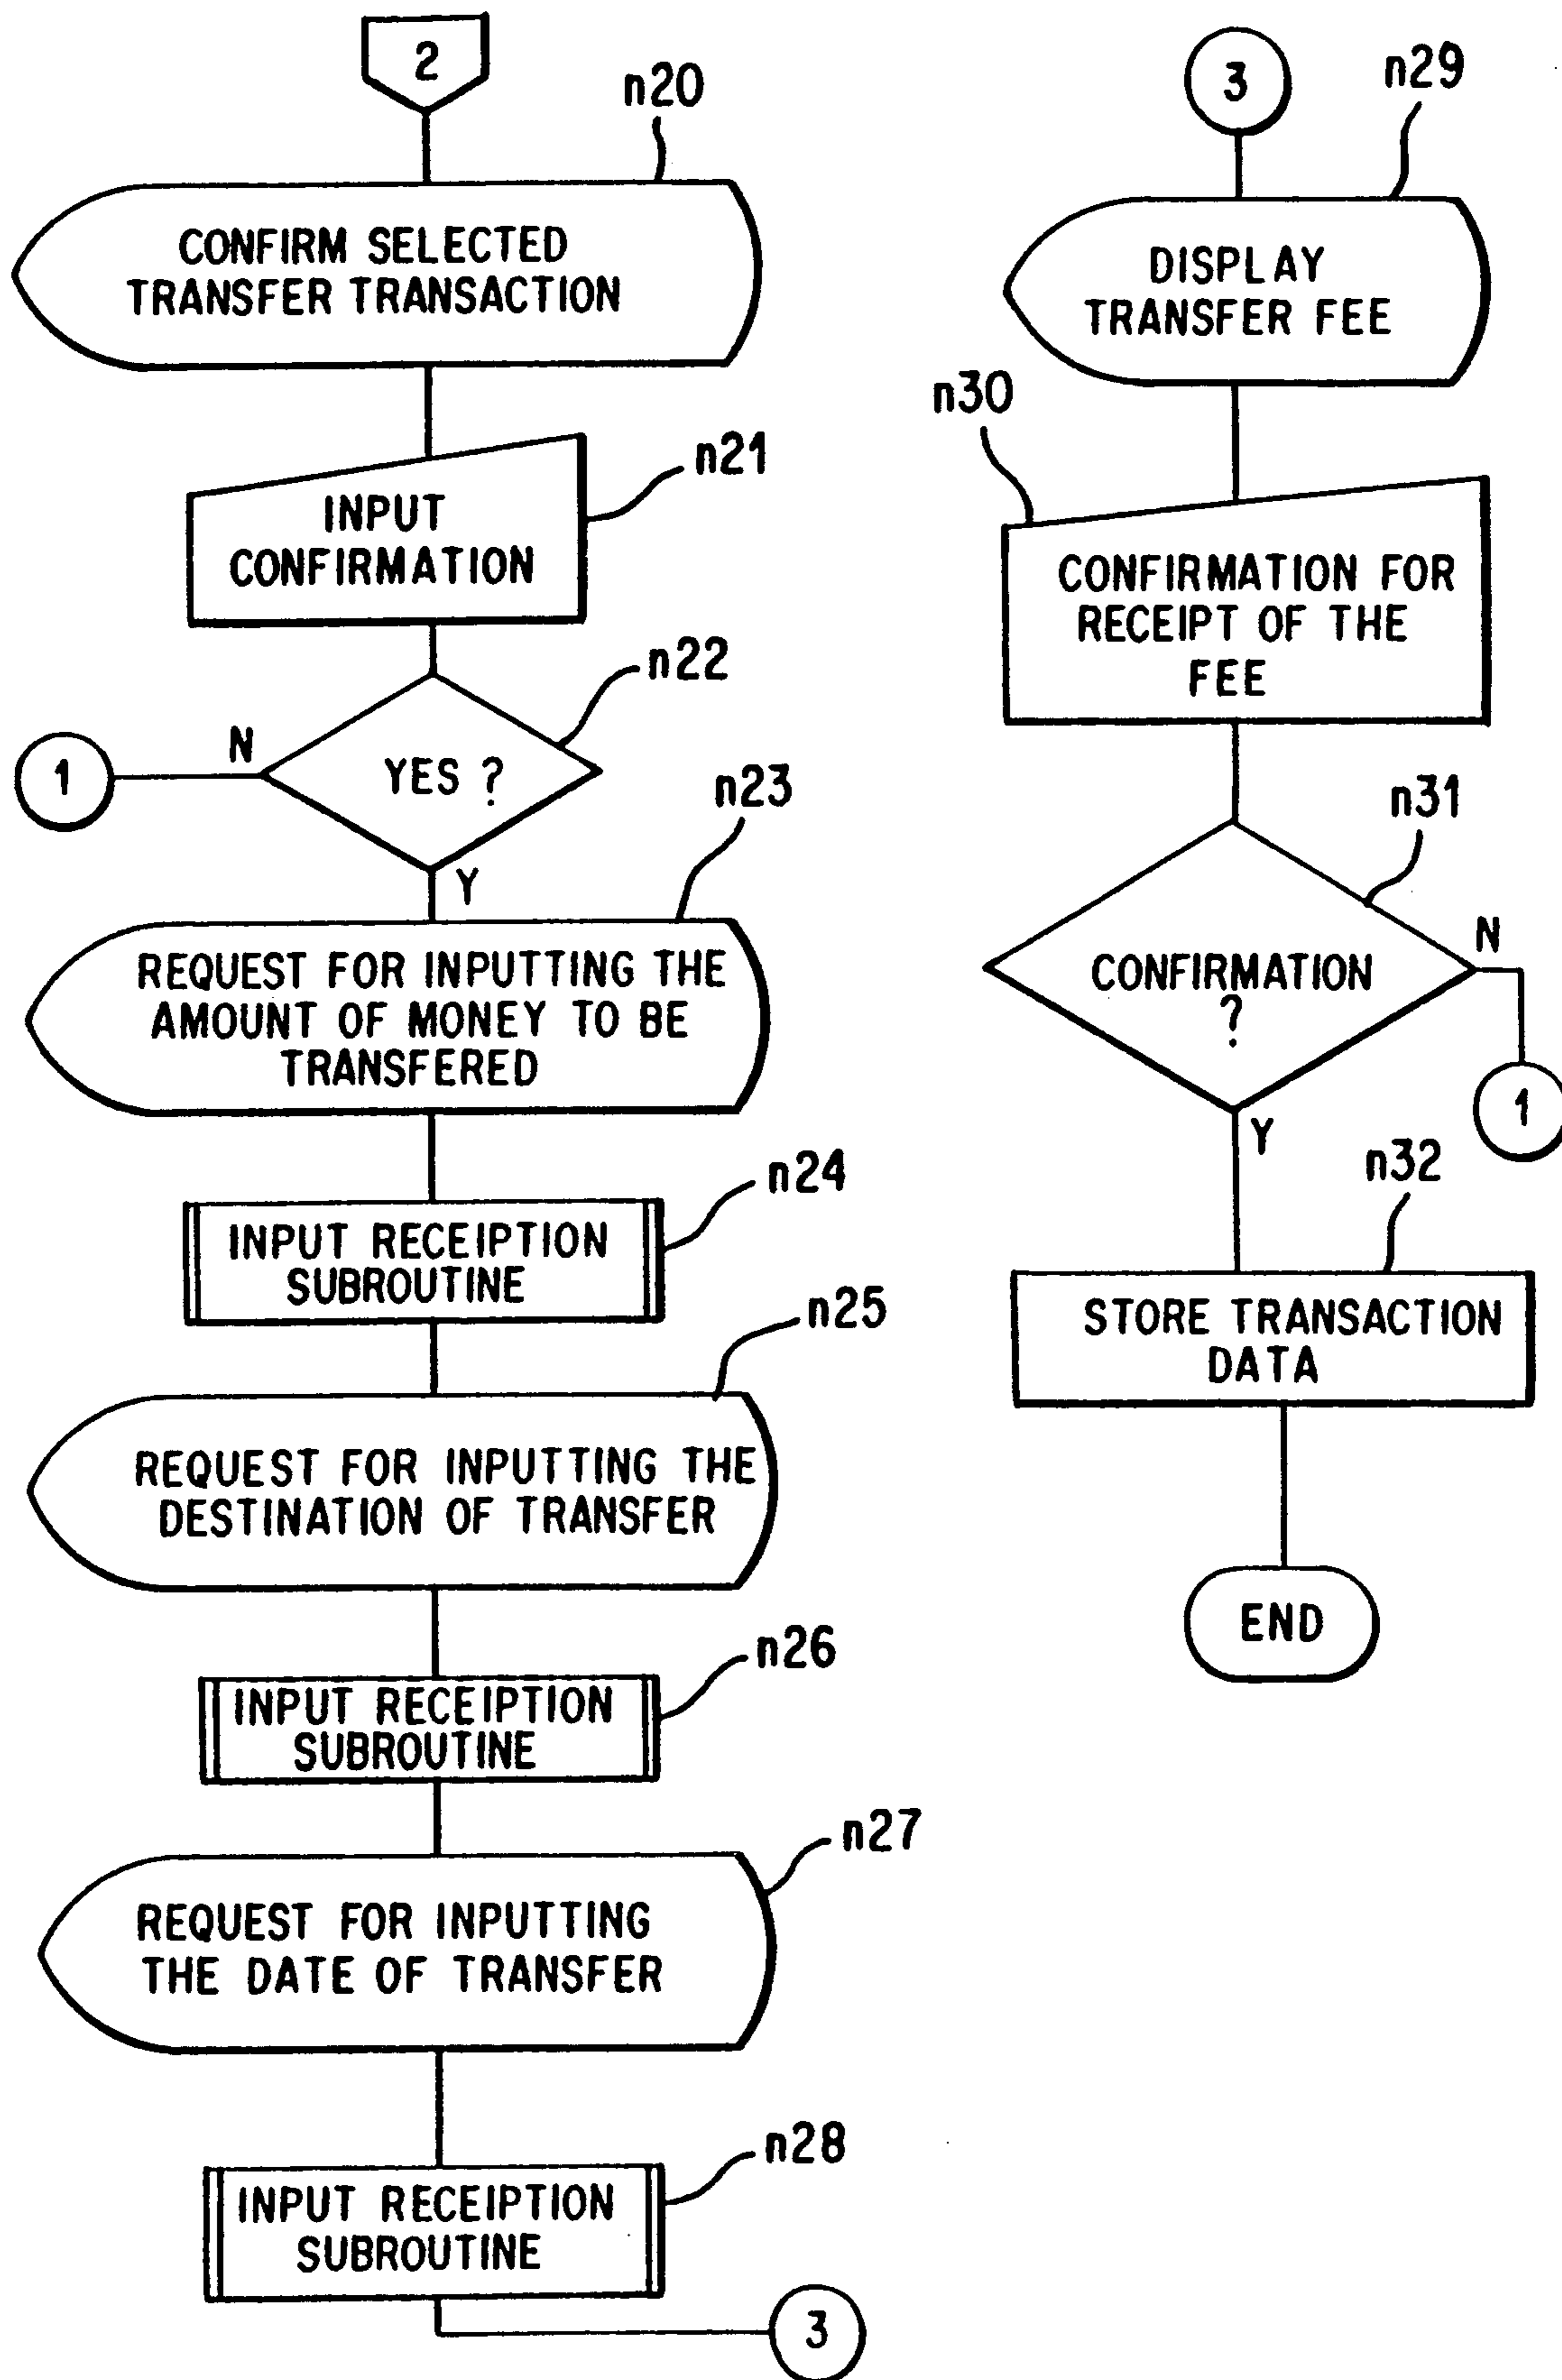 2
n20
CONFIRM SELECTED
TRANSFER TRANSACTION
n21
INPUT
CONFIRMATION
n22
N
1
YES ?
n23
Y
REQUEST FOR INPUTTING THE
AMOUNT OF MONEY TO BE
TRANSFERED
n24
INPUT RECEIPTION
SUBROUTINE
n25
REQUEST FOR INPUTTING THE
DESTINATION OF TRANSFER
n26
INPUT RECEIPTION
SUBROUTINE
n27
REQUEST FOR INPUTTING
THE DATE OF TRANSFER
n28
INPUT RECEIPTION
SUBROUTINE
3
3
n29
DISPLAY
TRANSFER FEE
n30
CONFIRMATION FOR
RECEIPT OF THE
FEE
n31
N
CONFIRMATION
?
1
Y
n32
STORE TRANSACTION
DATA
END